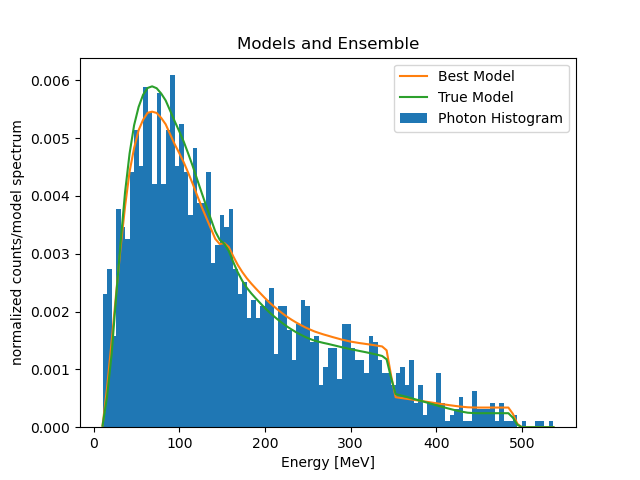 Models and Ensemble
Best Model
True Model
Photon Histogram
normalized counts/model spectrum
0.006
0.005
0.004
0.003
0.002
0.001
0.000
0
100
200
300
400
500
Energy [MeV]